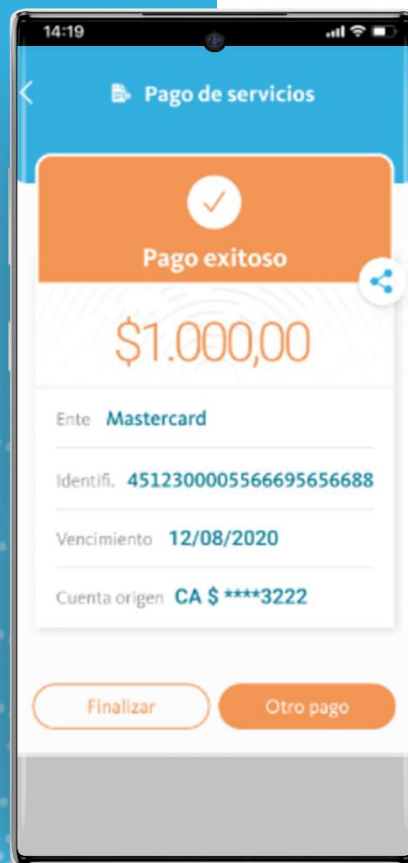 14:19
Pago de servicios
Pago exitoso
$1.000,00
Ente Mastercard
Identifi. 4512300005566695656688
Vencimiento 12/08/2020
Cuenta origen CA $ ****3222
Finalizar
Otro pago